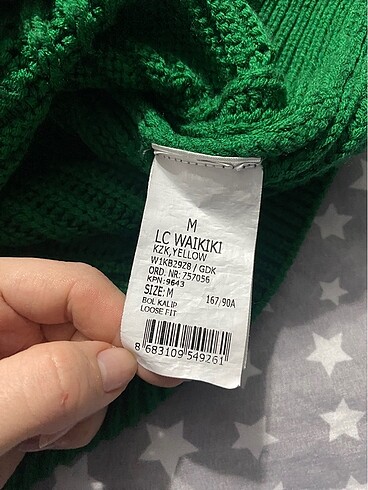 M
LC WAIKIKI
KZK,YELLOW
W1KB29Z8 / GDK
ORD. NR: 757056
KPN:9643
SIZE: M 167/90A
BOL KALIP
LOOSE FIT
8 683109 549261